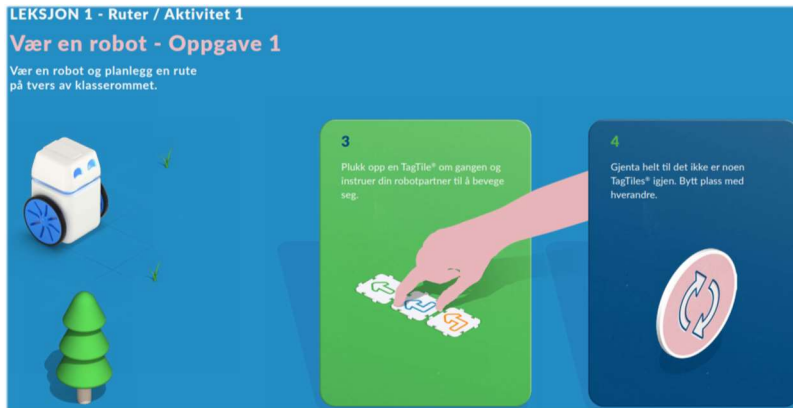 LEKSJON 1 - Ruter / Aktivitet 1
Vær en robot - Oppgave 1
Vær en robot og planlegg en rute
på tvers av klasserommet.
3
Plukk opp en TagTile® om gangen og
instruer din robotpartner til å bevege
seg.
4
Gjenta helt til det ikke er noen
TagTiles® igjen. Bytt plass med
hverandre.